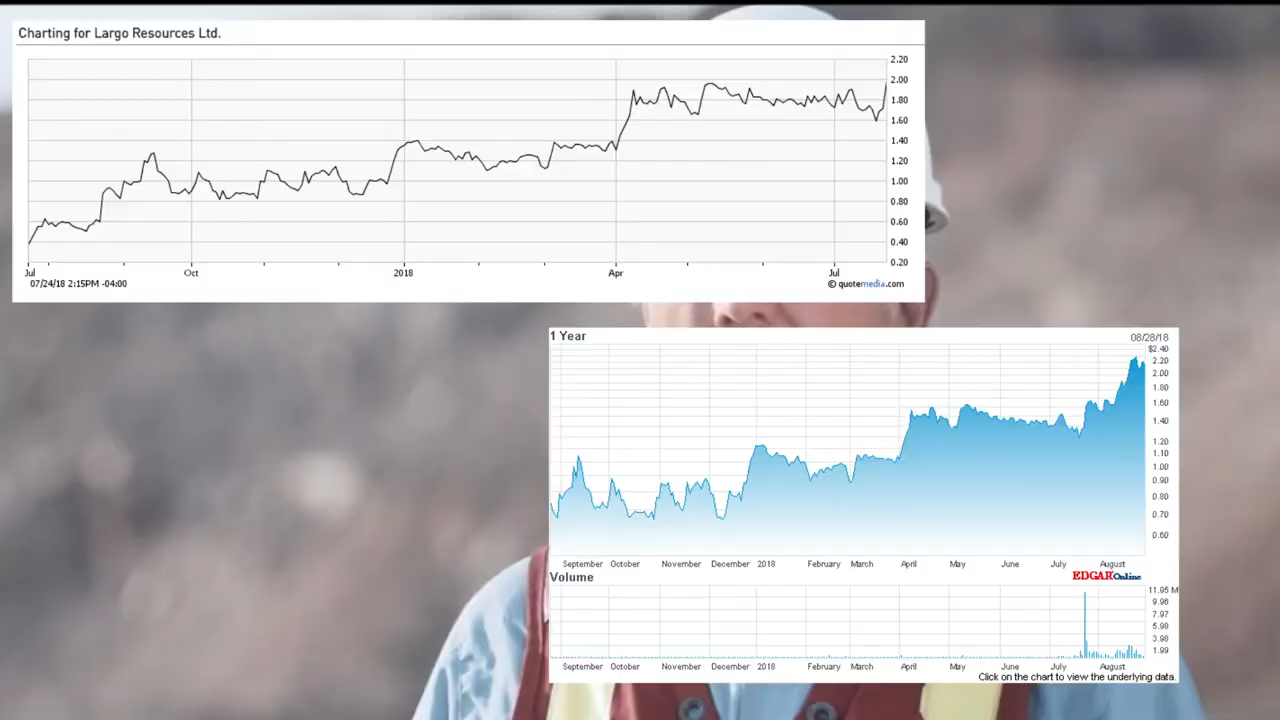 Charting for Largo Resources Ltd.
2.20
2.00
1.80
1.60
1.40
1.20
1.00
0.80
0.60
0.40
0.20
Jul Oct 2018 Apr Jul
07/24/18 2:15PM -04:00 © quotemedia.com
1 Year 08/28/18
$2.40
2.20
2.00
1.80
1.60
1.40
1.20
1.10
1.00
0.90
0.80
0.70
0.60
September October November December 2018 February March April May June July August
EDGAR Online
Volume
11.95 M
9.96
7.97
5.98
3.98
1.99
September October November December 2018 February March April May June July August
Click on the chart to view the underlying data.